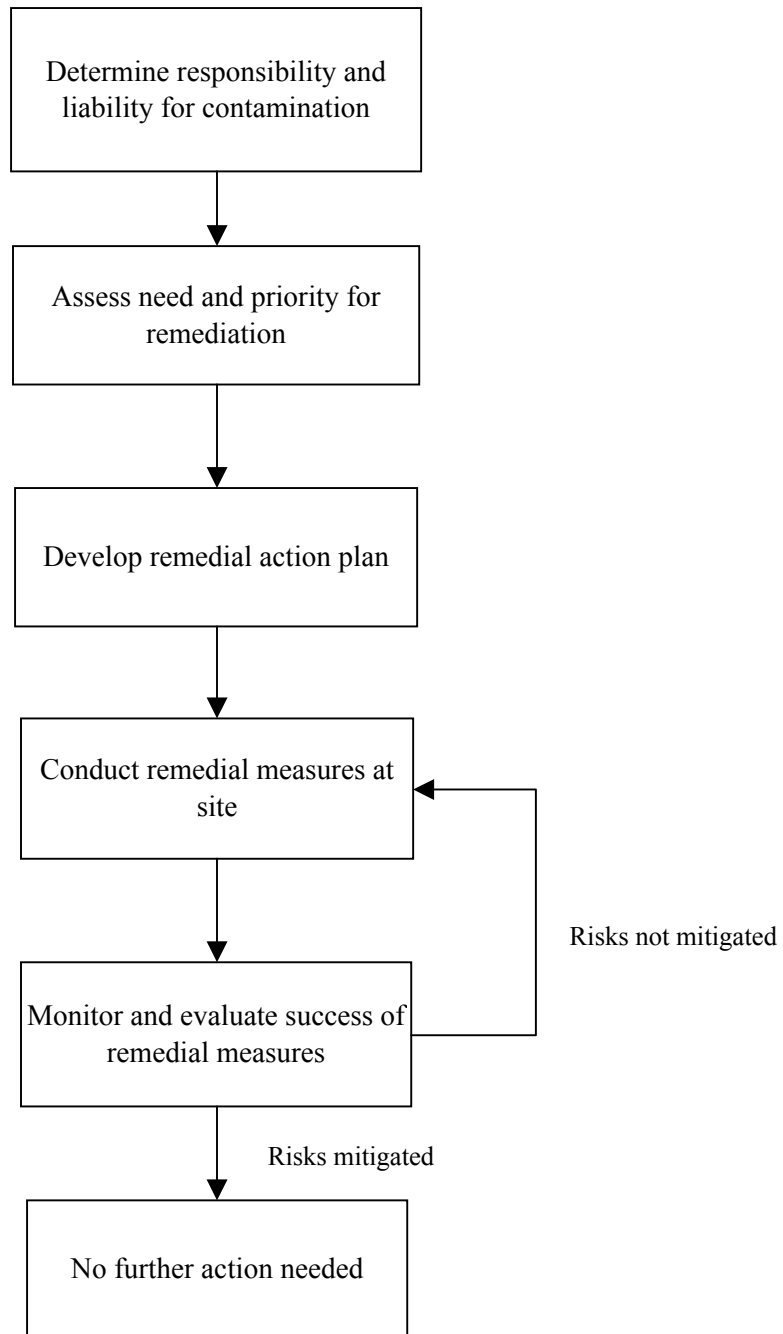 Determine responsibility and
liability for contamination
Assess need and priority for
remediation
Develop remedial action plan
Conduct remedial measures at
site
Risks not mitigated
Monitor and evaluate success of
remedial measures
Risks mitigated
No further action needed